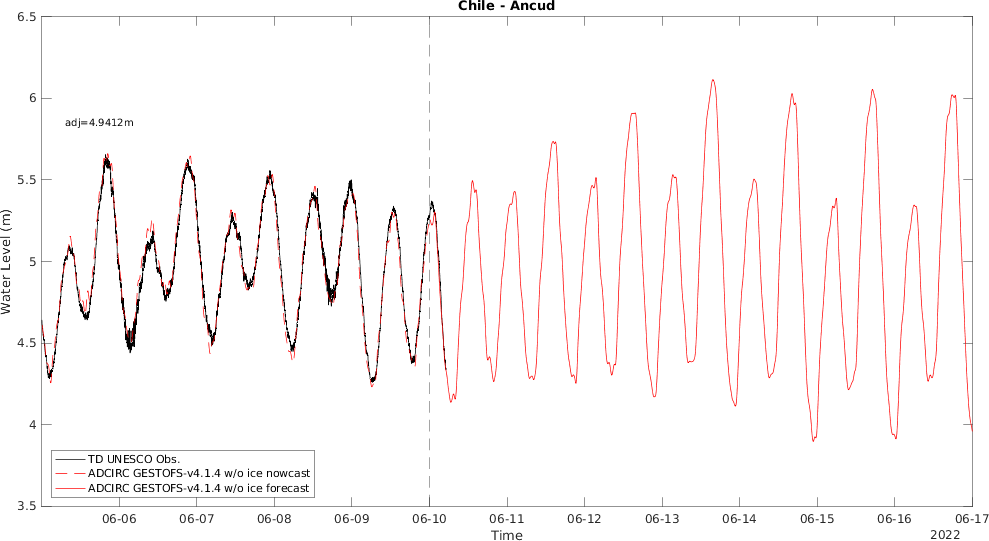 Chile - Ancud
6.5
6
5.5
5
4.5
4
3.5
Water Level (m)
adj=4.9412m
TD UNESCO Obs.
ADCIRC GESTOFS-v4.1.4 w/o ice nowcast
ADCIRC GESTOFS-v4.1.4 w/o ice forecast
06-06 06-07 06-08 06-09 06-10 06-11 06-12 06-13 06-14 06-15 06-16 06-17
Time
2022